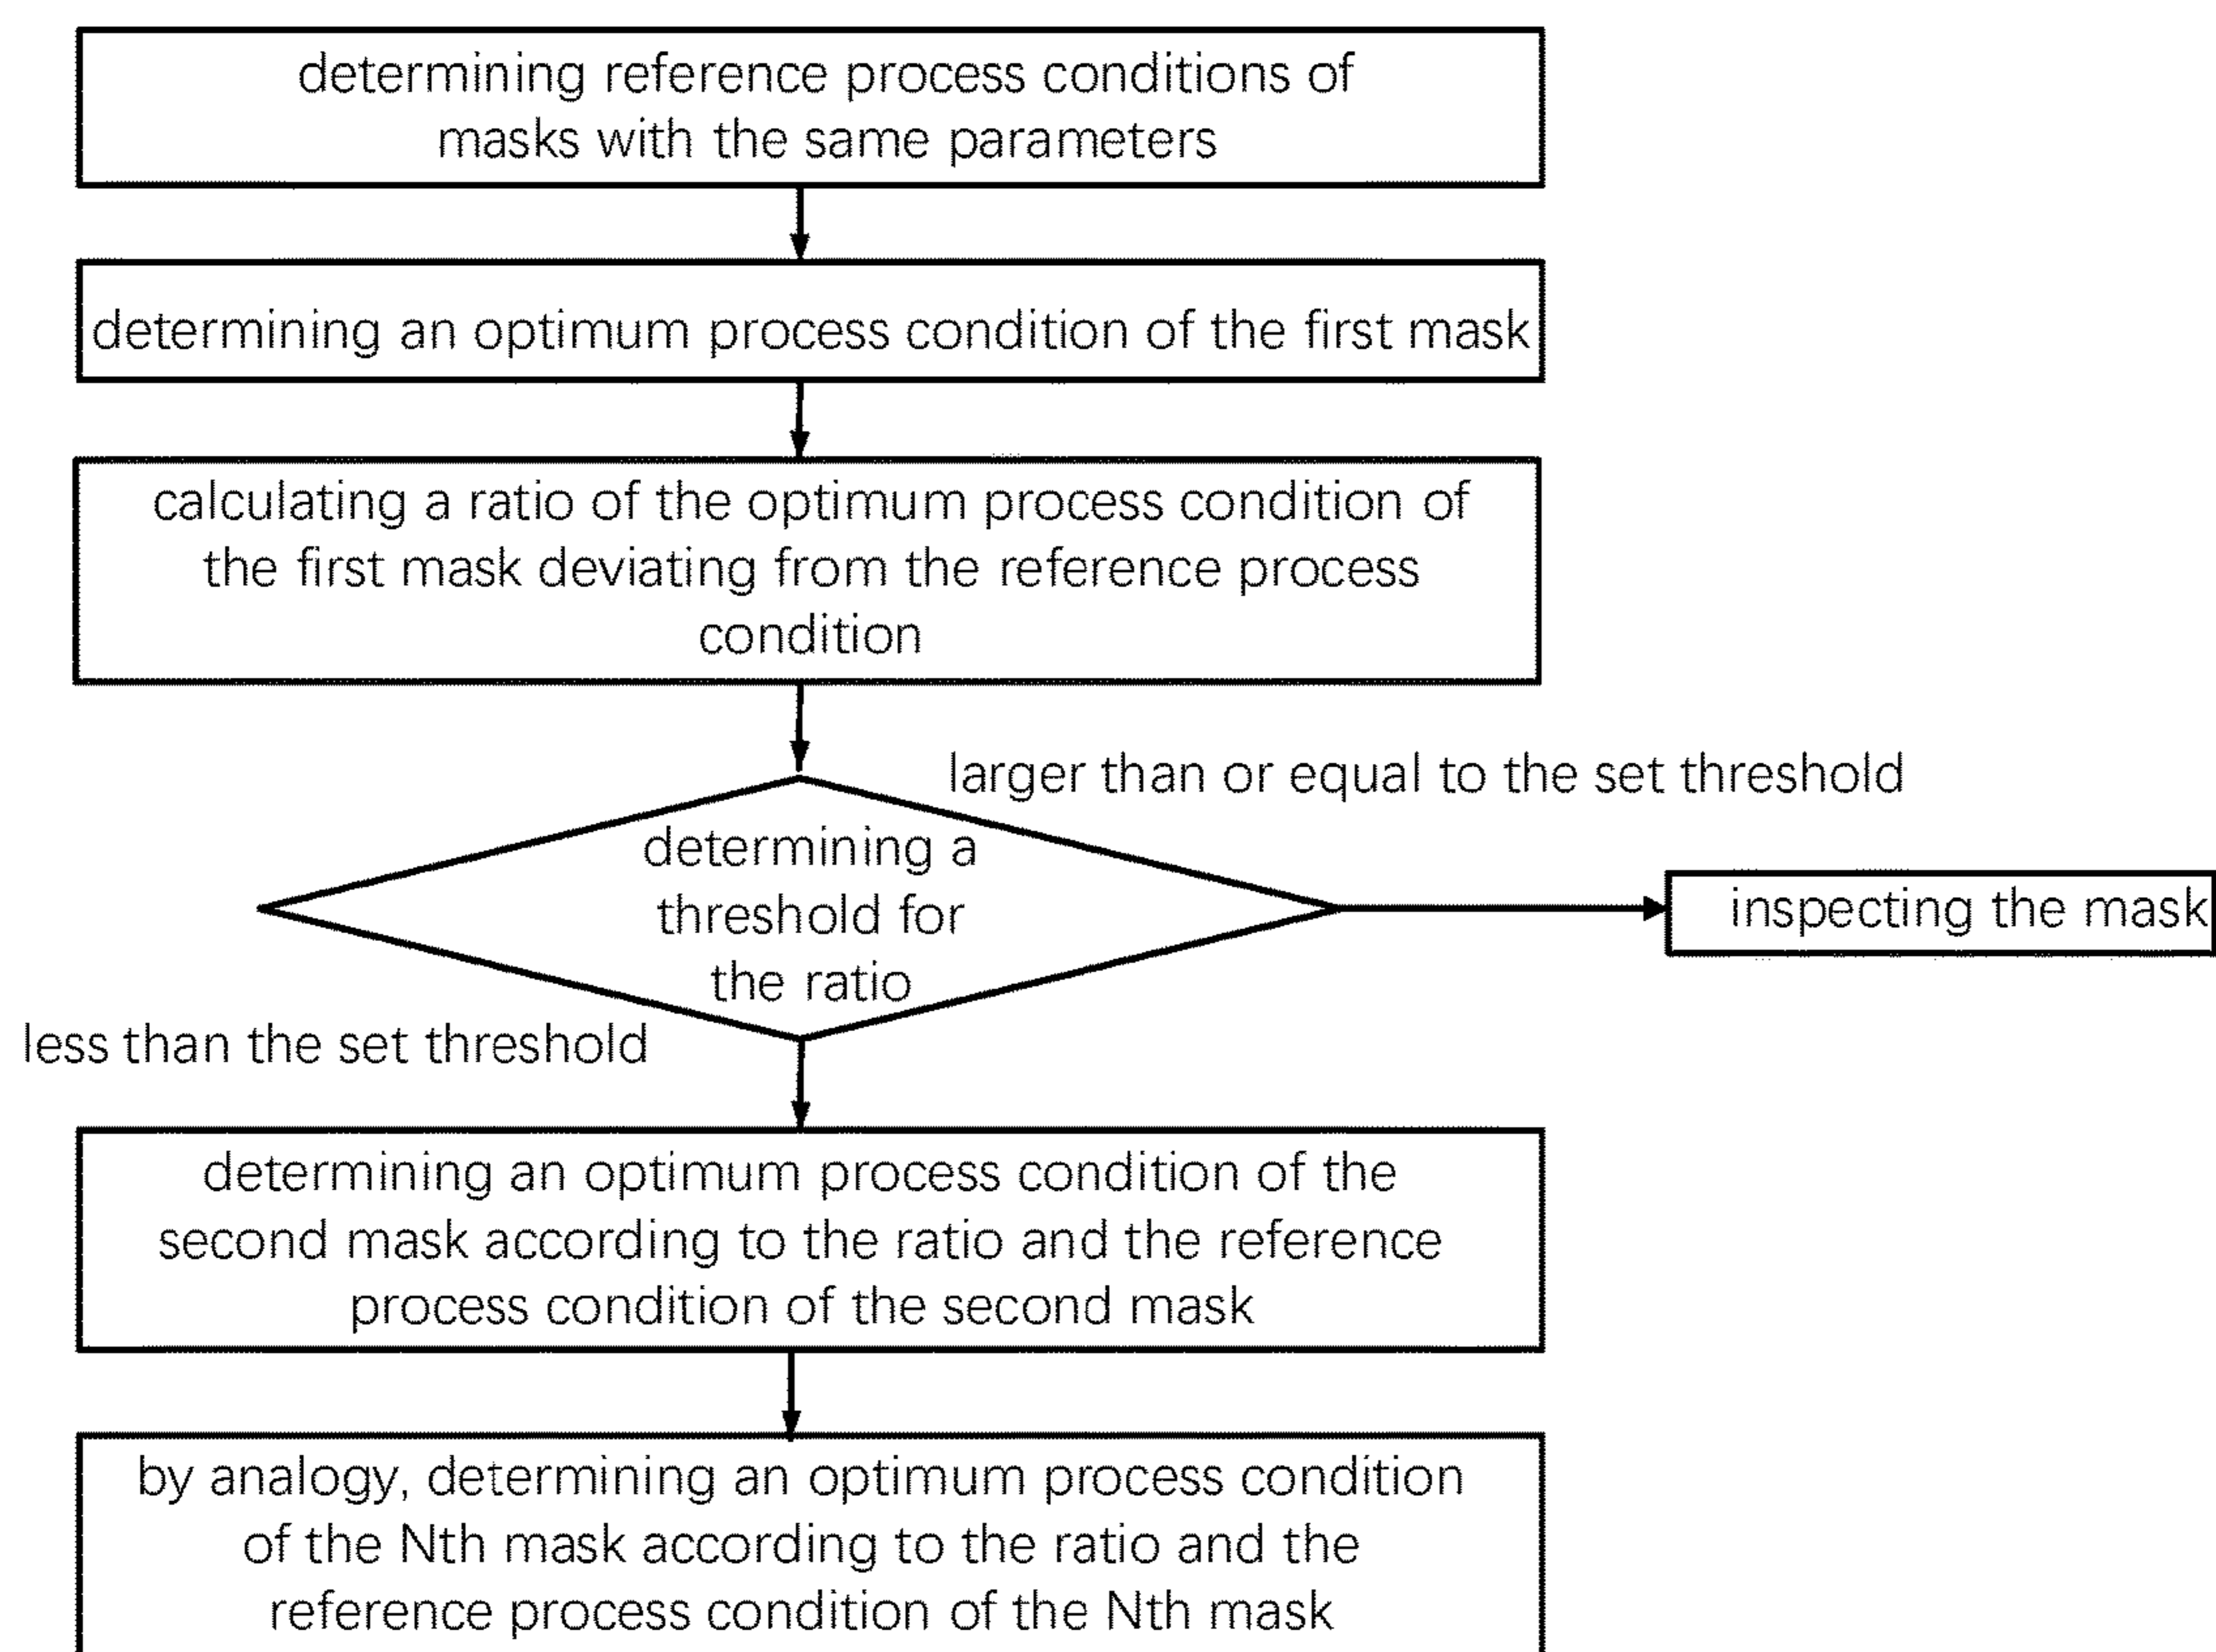 determining reference process conditions of
masks with the same parameters
determining an optimum process condition of the first mask
calculating a ratio of the optimum process condition of
the first mask deviating from the reference process
condition
larger than or equal to the set threshold
determining a
threshold for
the ratio
inspecting the mask
less than the set threshold
determining an optimum process condition of the
second mask according to the ratio and the reference
process condition of the second mask
by analogy, determining an optimum process condition
of the Nth mask according to the ratio and the
reference process condition of the Nth mask